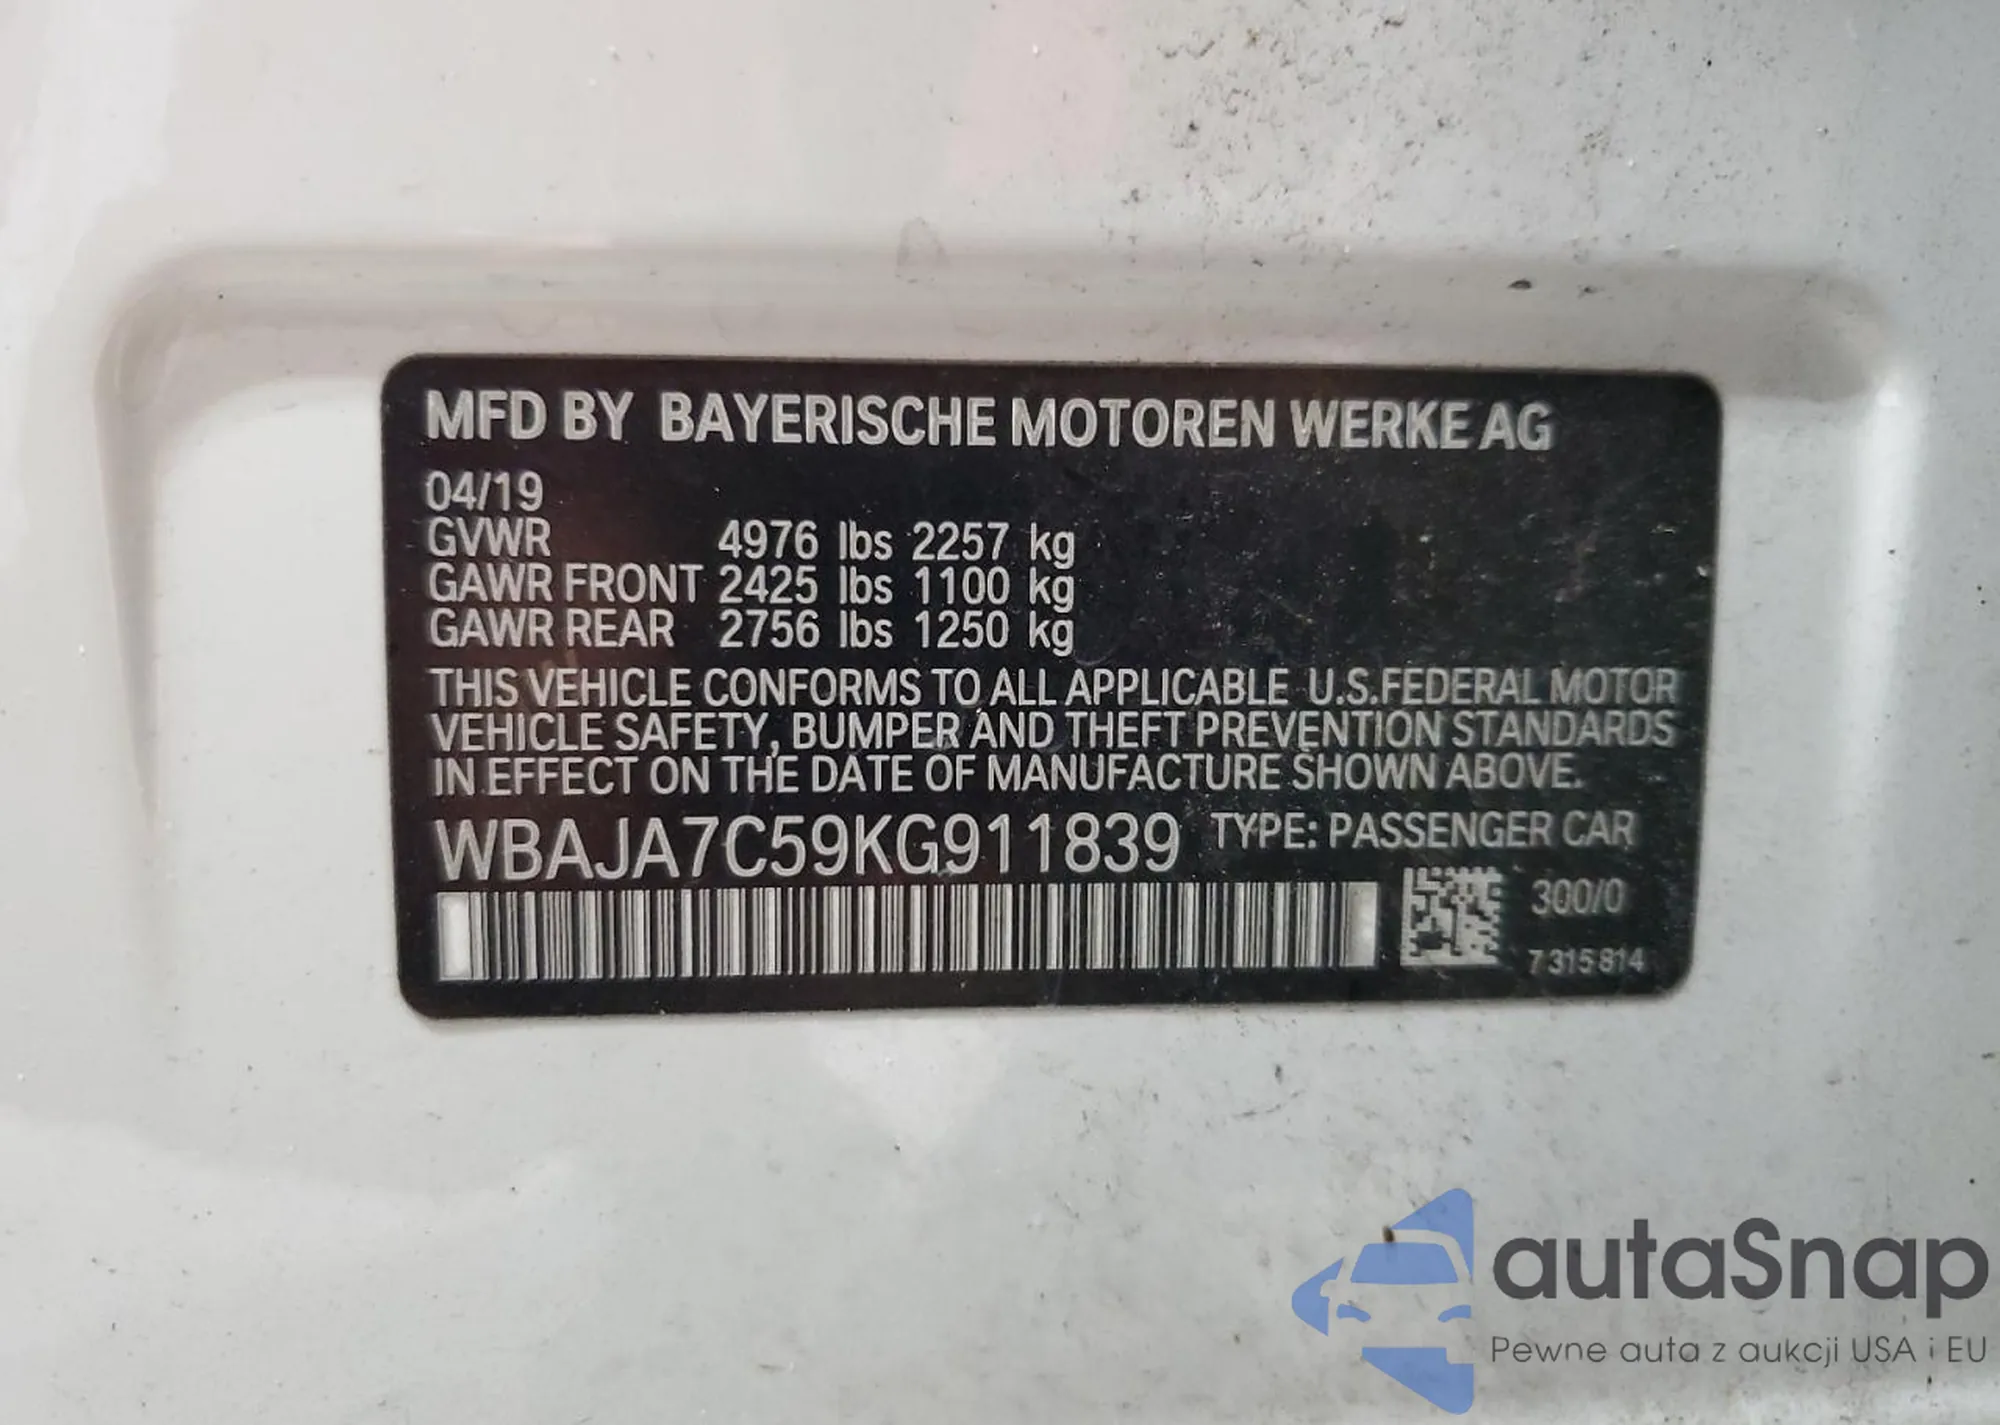 MFD BY BAYERISCHE MOTOREN WERKE AG
04/19
GVWR 4976 lbs 2257 kg
GAWR FRONT 2425 lbs 1100 kg
GAWR REAR 2756 lbs 1250 kg
THIS VEHICLE CONFORMS TO ALL APPLICABLE U.S.FEDERAL MOTOR
VEHICLE SAFETY, BUMPER AND THEFT PREVENTION STANDARDS
IN EFFECT ON THE DATE OF MANUFACTURE SHOWN ABOVE.
WBAJA7C59KG911839 TYPE: PASSENGER CAR
300/0
7315814
autaSnap
Pewne auta z aukcji USA i EU